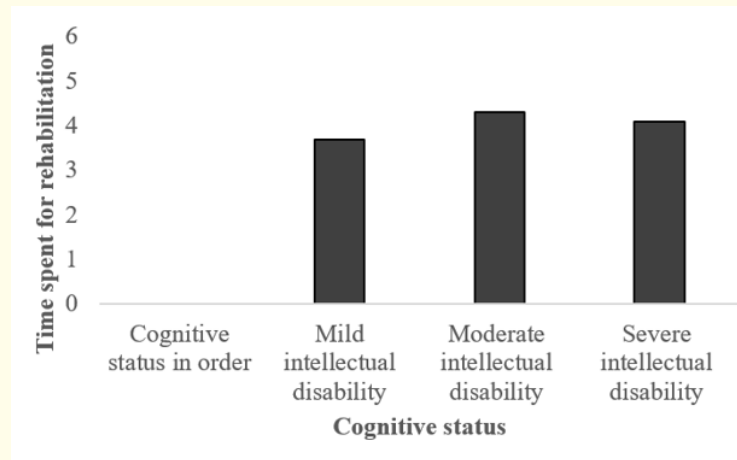 Time spent for rehabilitation
6
5
4
3
2
1
0
Cognitive
status in order
Mild
intellectual
disability
Moderate
intellectual
disability
Severe
intellectual
disability
Cognitive status